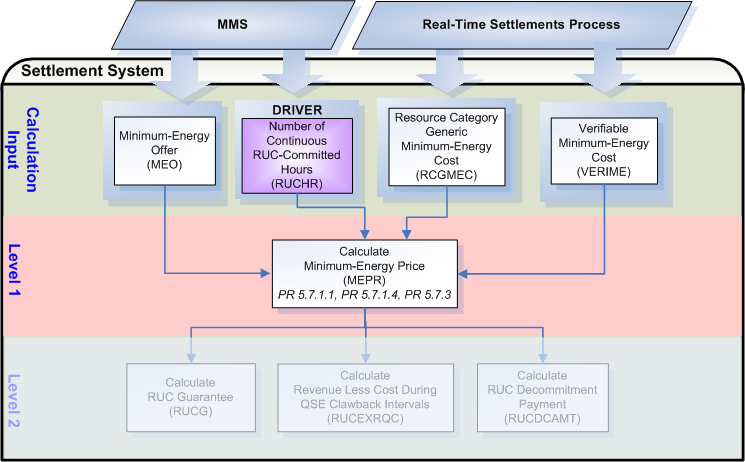 MMS
Real-Time Settlements Process
Settlement System
Calculation
Input
Minimum-Energy
Offer
(MEO)
DRIVER
Number of
Continuous
RUC-Committed
Hours
(RUCHR)
Resource Category
Generic
Minimum-Energy
Cost
(RCGMEC)
Verifiable
Minimum-Energy
Cost
(VERIME)
Level 1
Calculate
Minimum-Energy Price
(MEPR)
PR 5.7.1.1, PR 5.7.1.4, PR 5.7.3
Level 2
Calculate
RUC Guarantee
(RUCG)
Calculate
Revenue Less Cost During
QSE Clawback Intervals
(RUCEXRQC)
Calculate
RUC Decommitment
Payment
(RUCDCAMT)